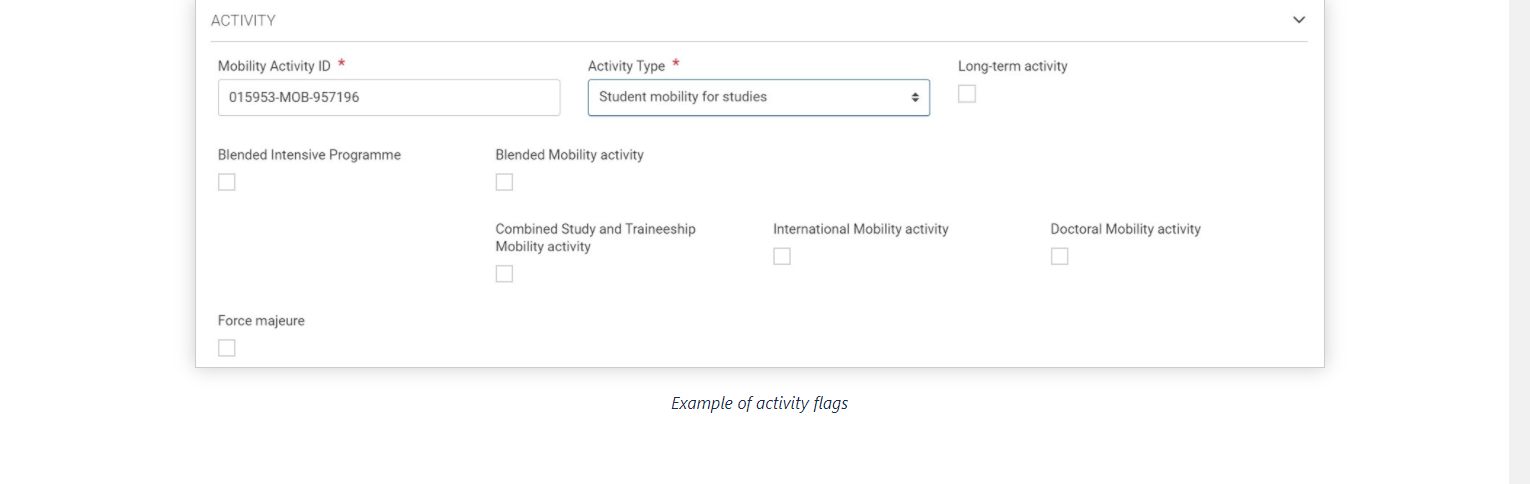 ACTIVITY
Mobility Activity ID *
Activity Type *
Long-term activity
015953-MOB-957196
Student mobility for studies
Blended Intensive Programme
Blended Mobility activity
Combined Study and Traineeship
Mobility activity
International Mobility activity
Doctoral Mobility activity
Force majeure
Example of activity flags